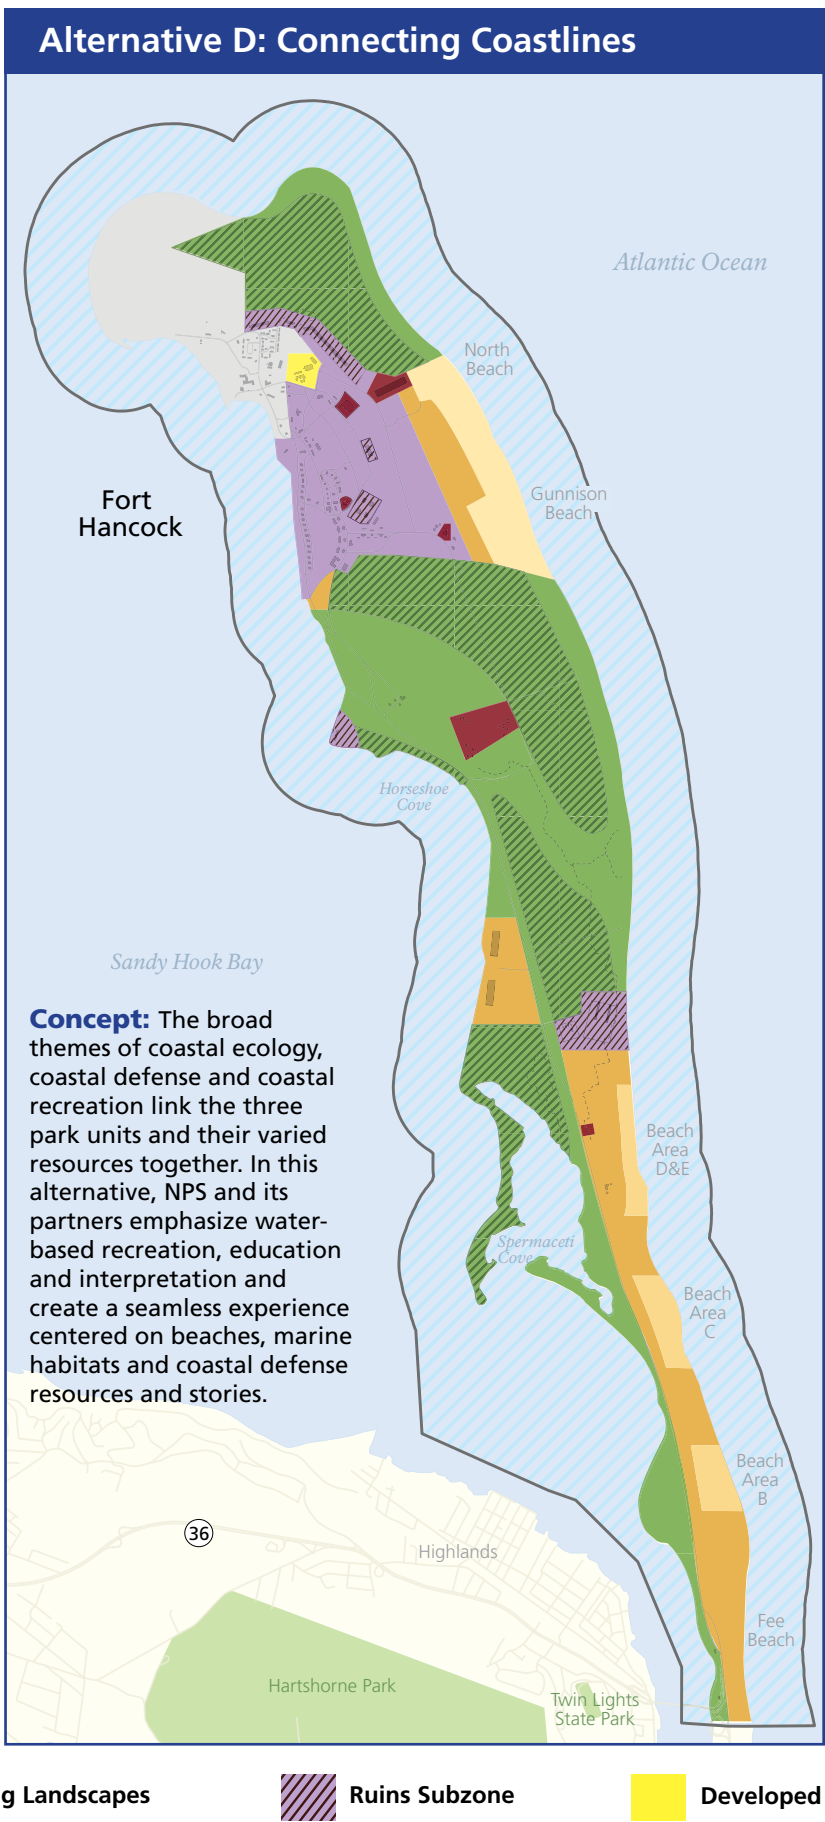 Alternative D: Connecting Coastlines
Atlantic Ocean
North
Beach
Gunnison
Beach
Fort
Hancock
Horseshoe
Cove
Sandy Hook Bay
Concept: The broad
themes of coastal ecology,
coastal defense and coastal
recreation link the three
park units and their varied
resources together. In this
alternative, NPS and its
partners emphasize water-
based recreation, education
and interpretation and
create a seamless experience
centered on beaches, marine
habitats and coastal defense
resources and stories.
Beach
Area
D&E
Spermaceti
Cove
Beach
Area
C
Beach
Area
B
36
Highlands
Fee
Beach
Hartshorne Park
Twin Lights
State Park
g Landscapes
Ruins Subzone
Developed